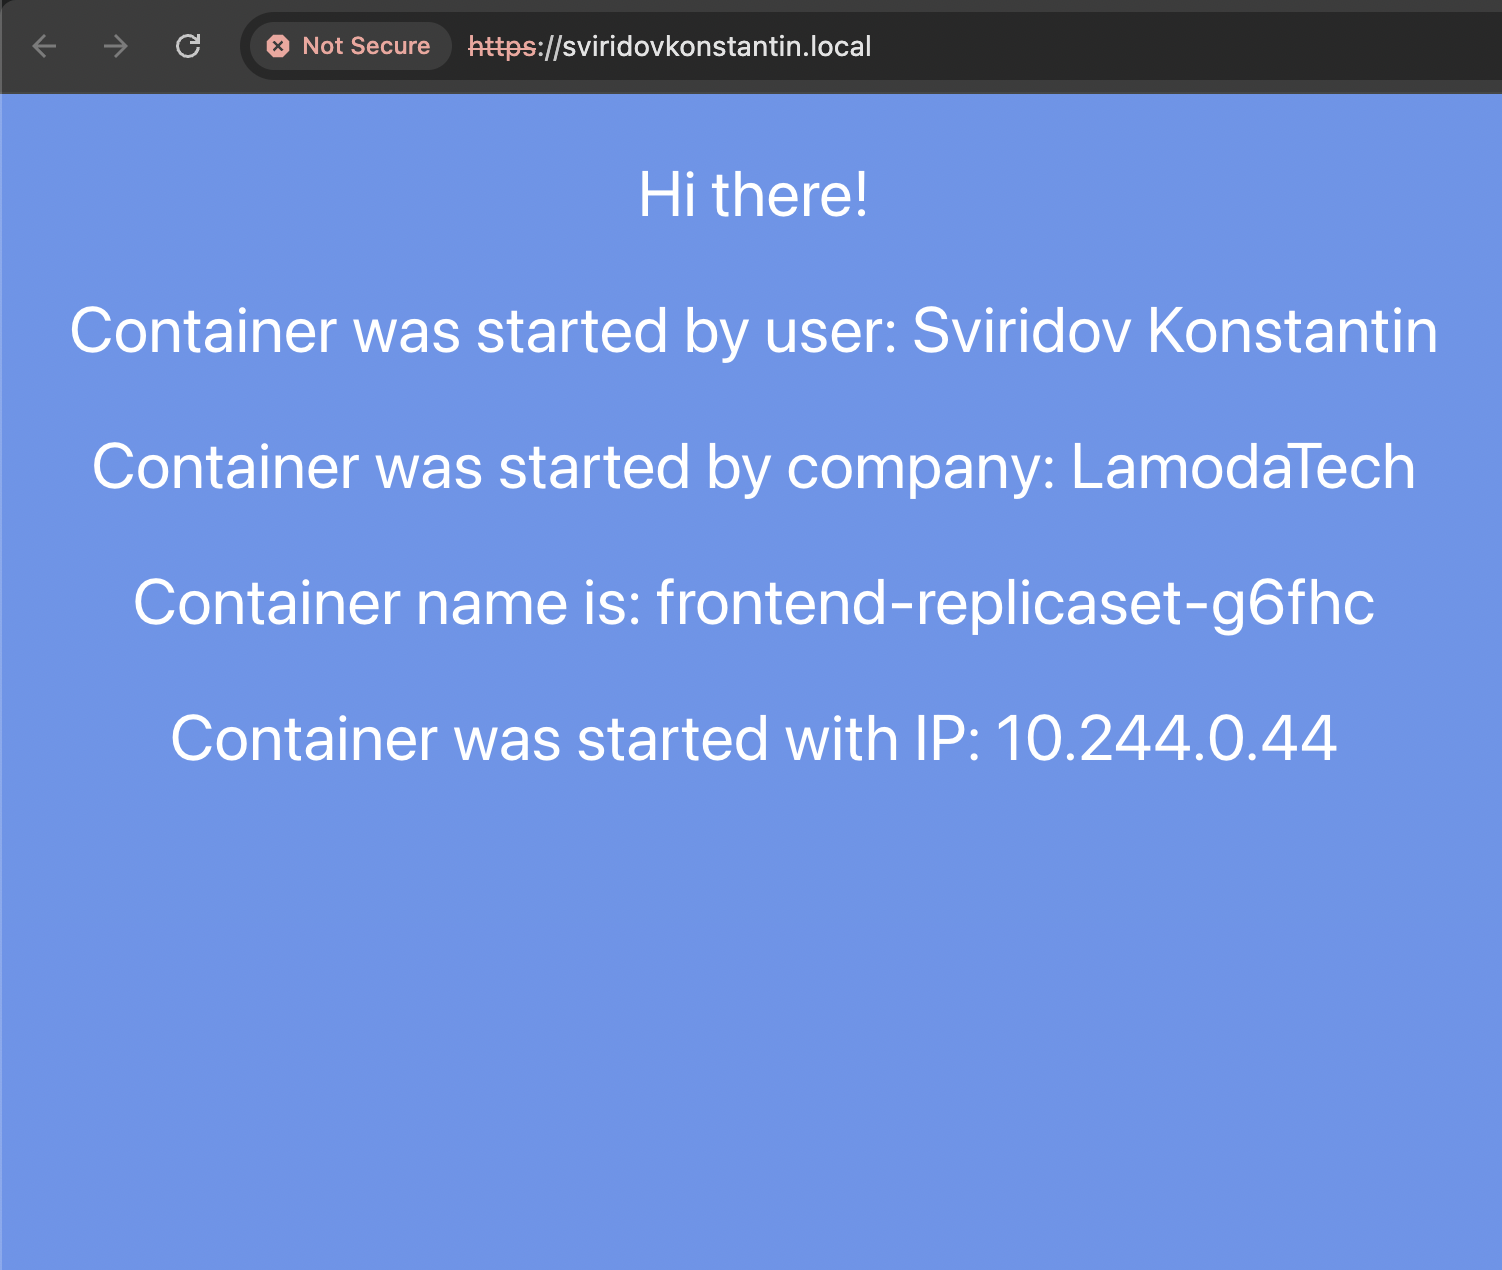 Not Secure https://sviridovkonstantin.local
Hi there!
Container was started by user: Sviridov Konstantin
Container was started by company: LamodaTech
Container name is: frontend-replicaset-g6fhc
Container was started with IP: 10.244.0.44